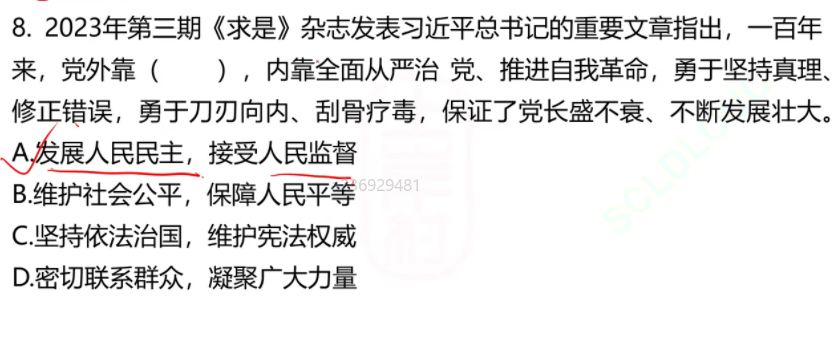 8. 2023年第三期《求是》杂志发表习近平总书记的重要文章指出，一百年
来，党外靠（　　），内靠全面从严治 党、推进自我革命，勇于坚持真理、
修正错误，勇于刀刃向内、刮骨疗毒，保证了党长盛不衰、不断发展壮大。
A.发展人民民主，接受人民监督
B.维护社会公平，保障人民平等
C.坚持依法治国，维护宪法权威
D.密切联系群众，凝聚广大力量